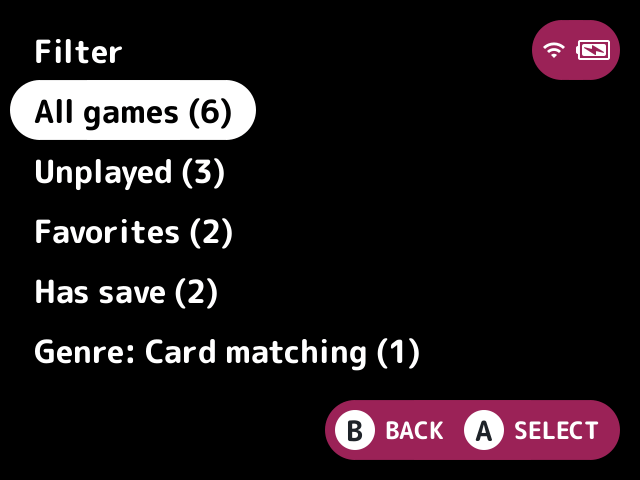 Filter
All games (6)
Unplayed (3)
Favorites (2)
Has save (2)
Genre: Card matching (1)
B BACK A SELECT